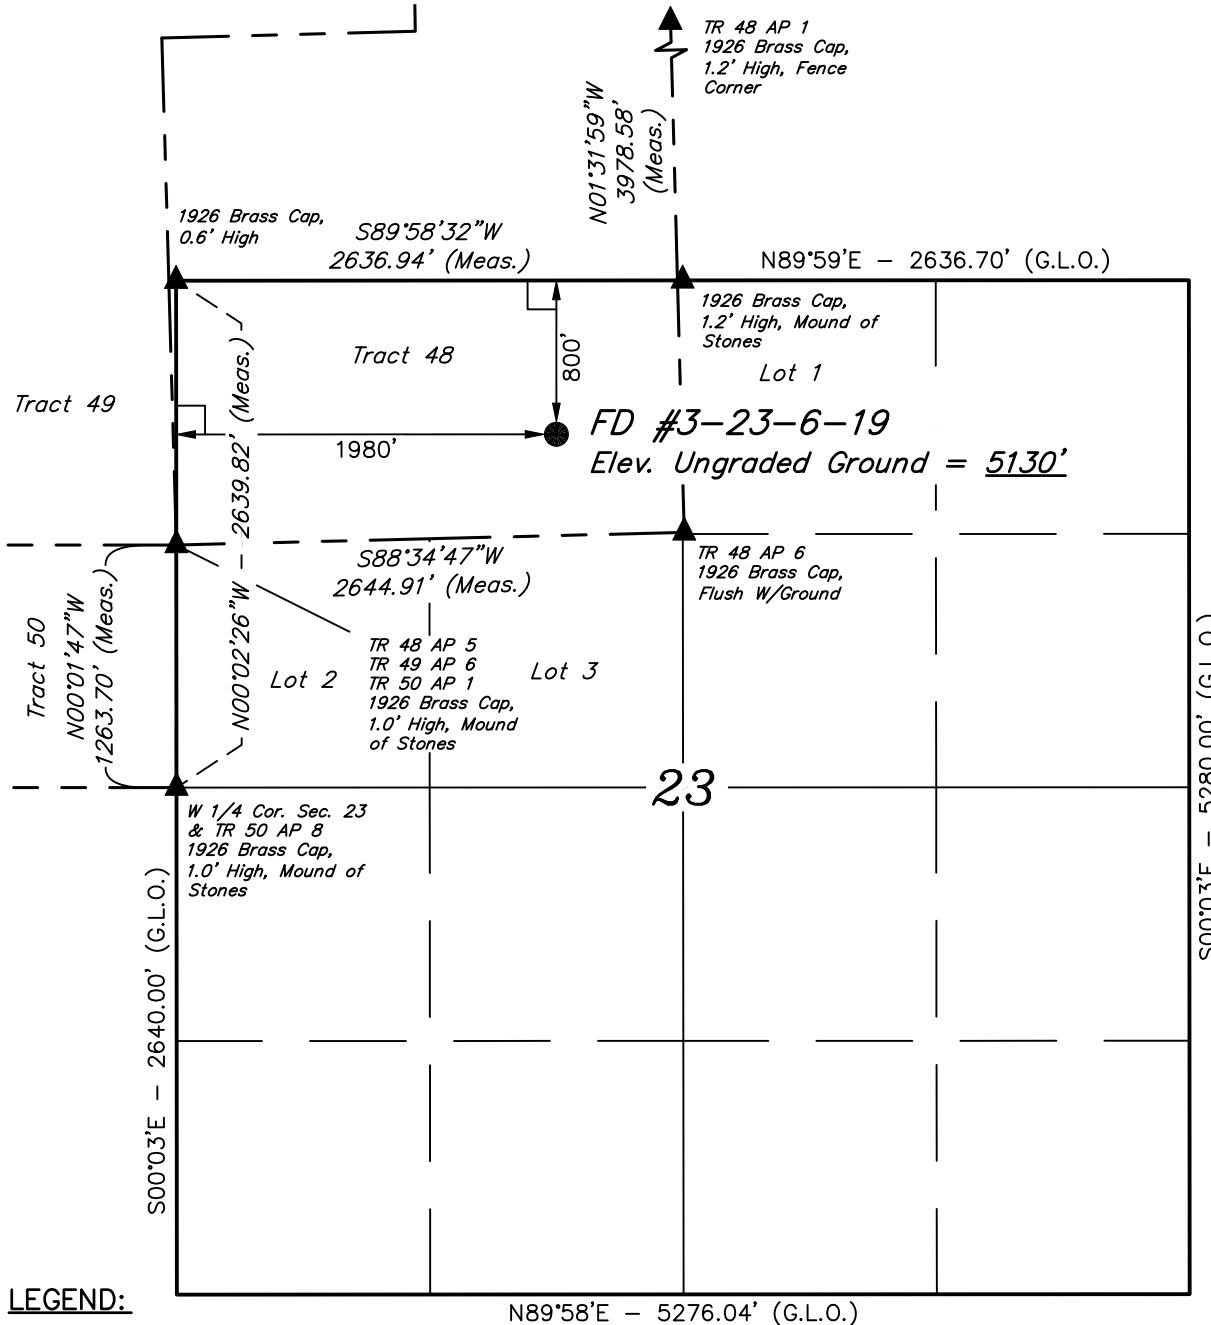 TR 48 AP 1
1926 Brass Cap,
1.2' High, Fence
Corner
N01°31'59"W
3978.58'
(Meas.)
1926 Brass Cap,
0.6' High
S89°58'32"W
2636.94' (Meas.)
N89°59'E - 2636.70' (G.L.O.)
1926 Brass Cap,
1.2' High, Mound of
Stones
Lot 1
Tract 48
800'
Tract 49
1980'
FD #3-23-6-19
Elev. Ungraded Ground = 5130'
N00°02'26"W - 2639.82' (Meas.)
S88°34'47"W
2644.91' (Meas.)
TR 48 AP 6
1926 Brass Cap,
Flush W/Ground
Tract 50
N00°01'47"W
1263.70' (Meas.)
TR 48 AP 5
TR 49 AP 6
TR 50 AP 1
1926 Brass Cap,
1.0' High, Mound
of Stones
Lot 2
Lot 3
S00°03'E - 5280.00' (G.L.O.)
23
W 1/4 Cor. Sec. 23
& TR 50 AP 8
1926 Brass Cap,
1.0' High, Mound of
Stones
S00°03'E - 2640.00' (G.L.O.)
LEGEND:
N89°58'E - 5276.04' (G.L.O.)